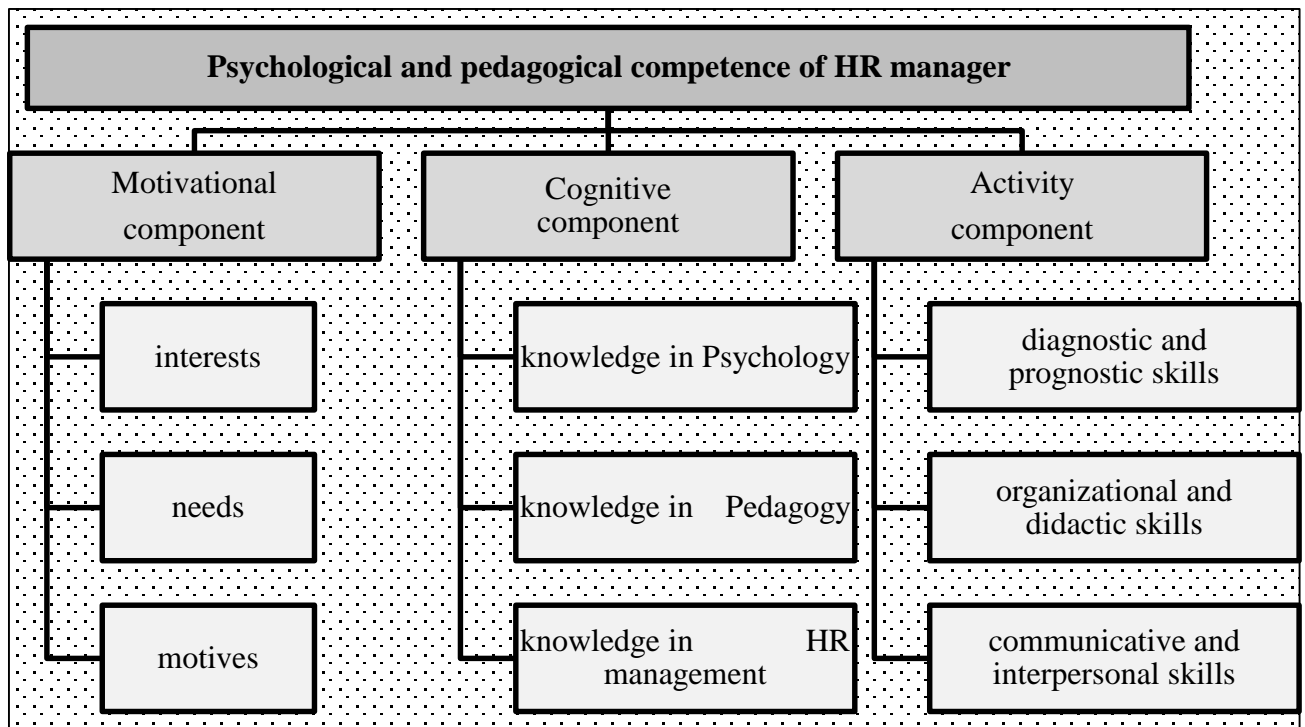 Psychological and pedagogical competence of HR manager
Motivational
component
Cognitive
component
Activity
component
interests
needs
motives
knowledge in Psychology
knowledge in Pedagogy
knowledge in HR
management
diagnostic and
prognostic skills
organizational and
didactic skills
communicative and
interpersonal skills